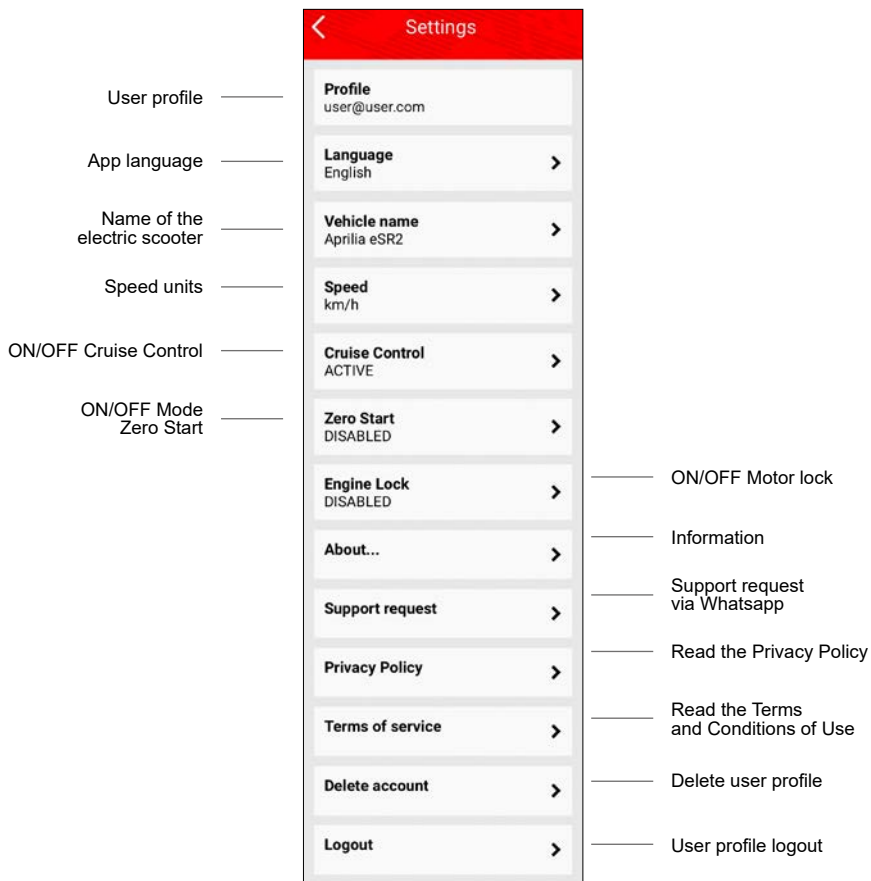 Settings
User profile
Profile
user@user.com
App language
Language
English
Name of the
electric scooter
Vehicle name
Aprilia eSR2
Speed units
Speed
km/h
ON/OFF Cruise Control
Cruise Control
ACTIVE
ON/OFF Mode
Zero Start
Zero Start
DISABLED
Engine Lock
DISABLED
ON/OFF Motor lock
About...
Information
Support request
Support request
via Whatsapp
Privacy Policy
Read the Privacy Policy
Terms of service
Read the Terms
and Conditions of Use
Delete account
Delete user profile
Logout
User profile logout